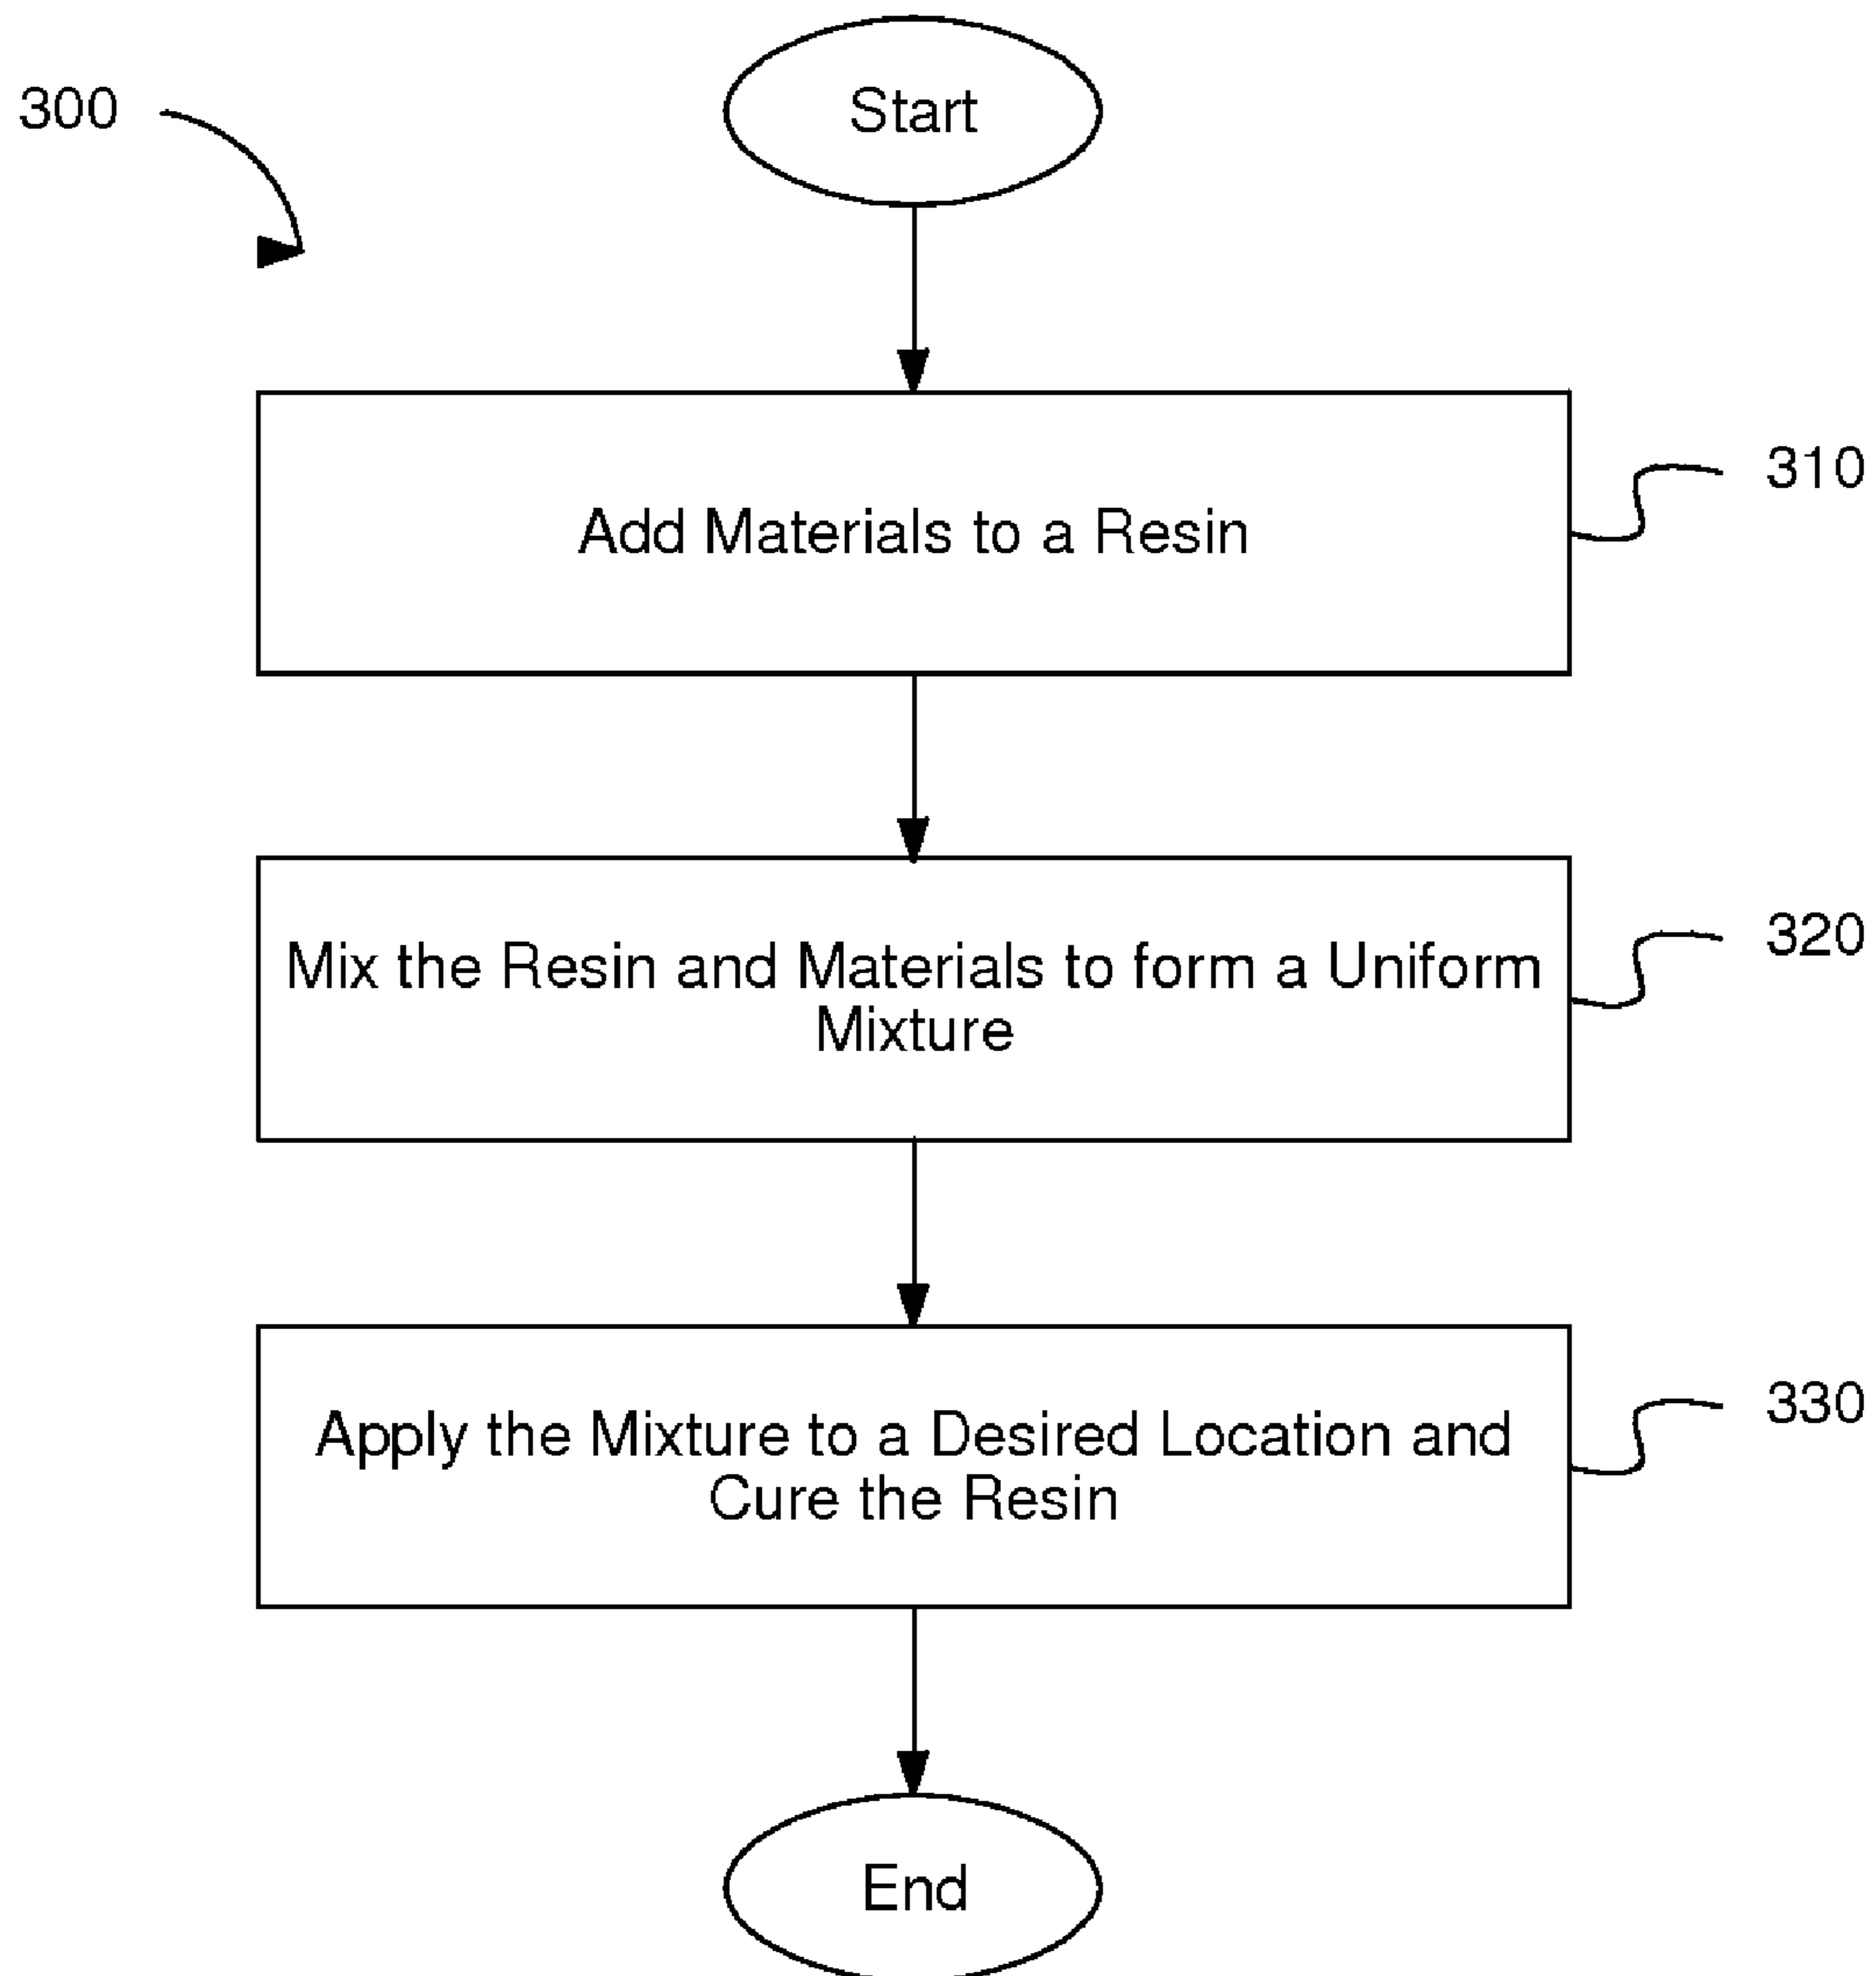 300
Start
Add Materials to a Resin
310
Mix the Resin and Materials to form a Uniform
Mixture
320
Apply the Mixture to a Desired Location and
Cure the Resin
330
End